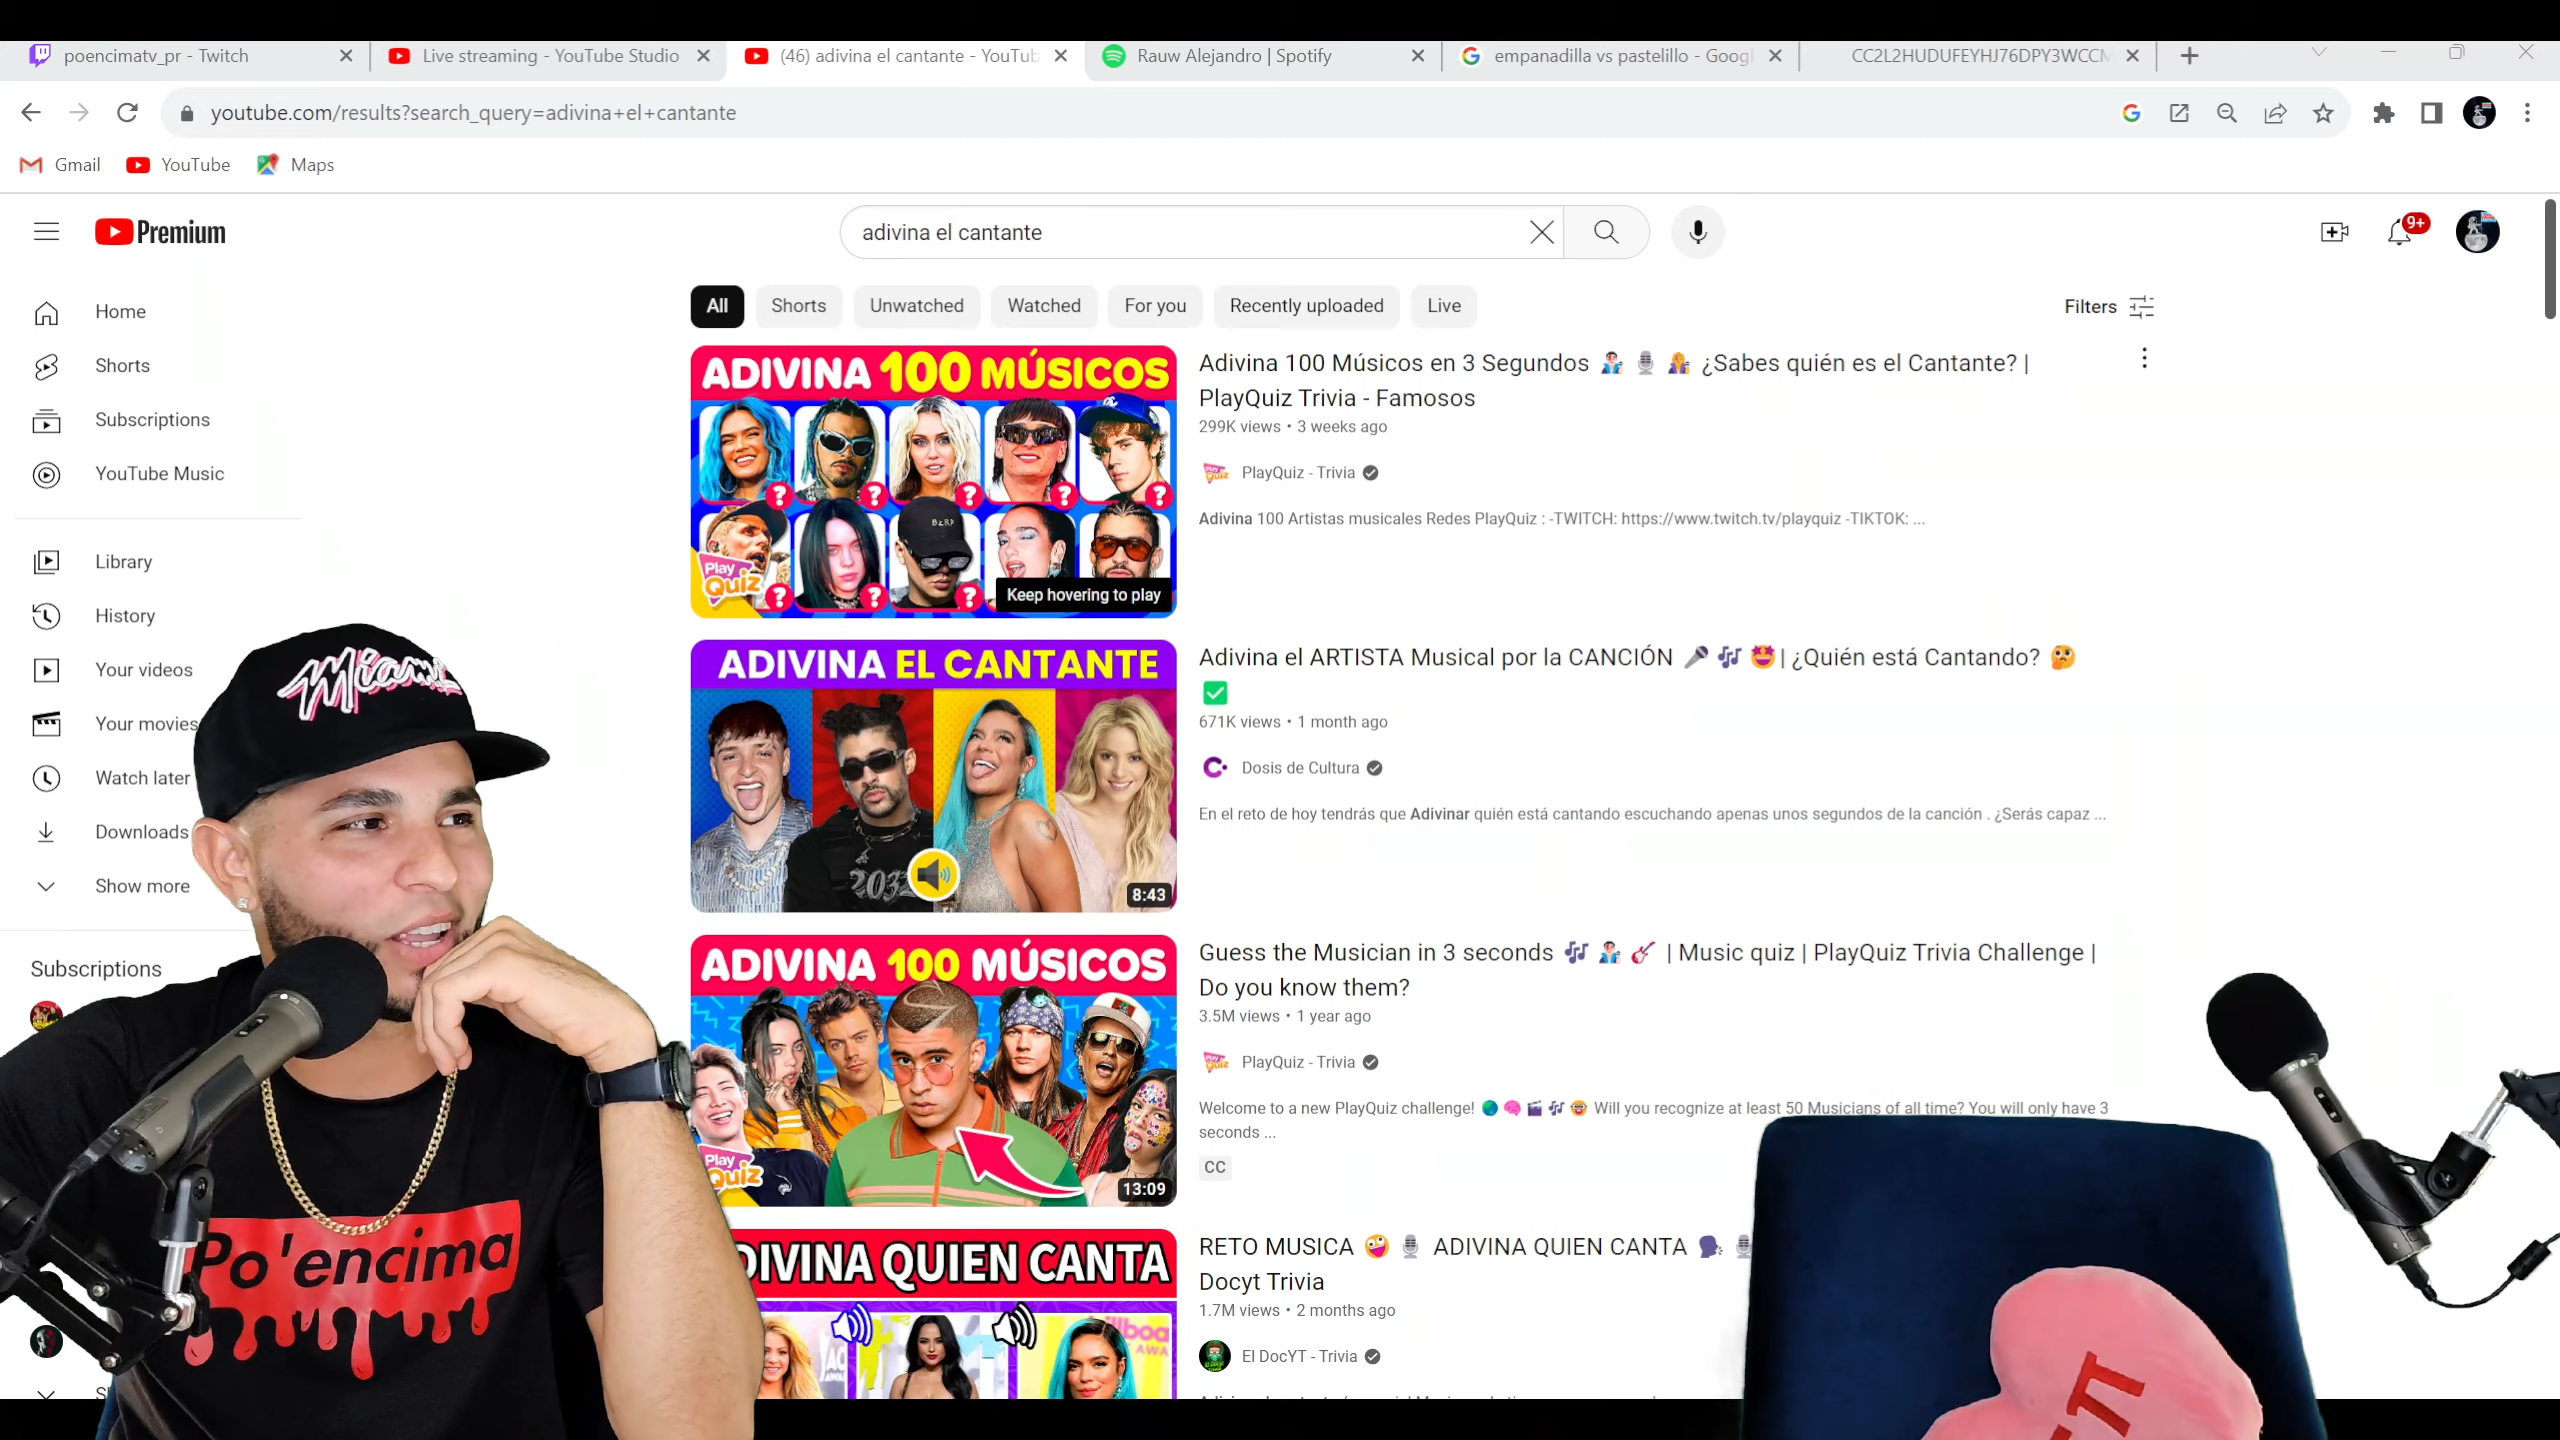 poencimatv_pr - Twitch
Live streaming - YouTube Studio
(46) adivina el cantante - YouTub
Rauw Alejandro | Spotify
empanadilla vs pastelillo - Googl
CC2L2HUDUFEYHJ76DPY3WCCM
youtube.com/results?search_query=adivina+el+cantante
Gmail
YouTube
Maps
Premium
adivina el cantante
9+
Home
Shorts
Subscriptions
YouTube Music
Library
History
Your videos
Your movies
Watch later
Downloads
Show more
Subscriptions
All
Shorts
Unwatched
Watched
For you
Recently uploaded
Live
Filters
ADIVINA 100 MÚSICOS
BZRP
Play Quiz
Keep hovering to play
Adivina 100 Músicos en 3 Segundos 🧑🏻‍🎤 🎙️ 👩‍🎤 ¿Sabes quién es el Cantante? |
PlayQuiz Trivia - Famosos
299K views • 3 weeks ago
PlayQuiz - Trivia
Adivina 100 Artistas musicales Redes PlayQuiz : -TWITCH: https://www.twitch.tv/playquiz -TIKTOK: ...
ADIVINA EL CANTANTE
2032
8:43
Adivina el ARTISTA Musical por la CANCIÓN 🎤 🎶 🤩 | ¿Quién está Cantando? 🤔
✅
671K views • 1 month ago
Dosis de Cultura
En el reto de hoy tendrás que Adivinar quién está cantando escuchando apenas unos segundos de la canción . ¿Serás capaz ...
ADIVINA 100 MÚSICOS
Play
Quiz
13:09
Guess the Musician in 3 seconds 🎶 🧑🏻‍🎤 🎸 | Music quiz | PlayQuiz Trivia Challenge |
Do you know them?
3.5M views • 1 year ago
PlayQuiz - Trivia
Welcome to a new PlayQuiz challenge! 🌍 🧠 🎬 🎶 🤓 Will you recognize at least 50 Musicians of all time? You will only have 3
seconds ...
CC
DIVINA QUIEN CANTA
RETO MUSICA 🤪 🎙️ ADIVINA QUIEN CANTA 🗣️ 🎙️
Docyt Trivia
1.7M views • 2 months ago
El DocYT - Trivia
Miami
Po'encima